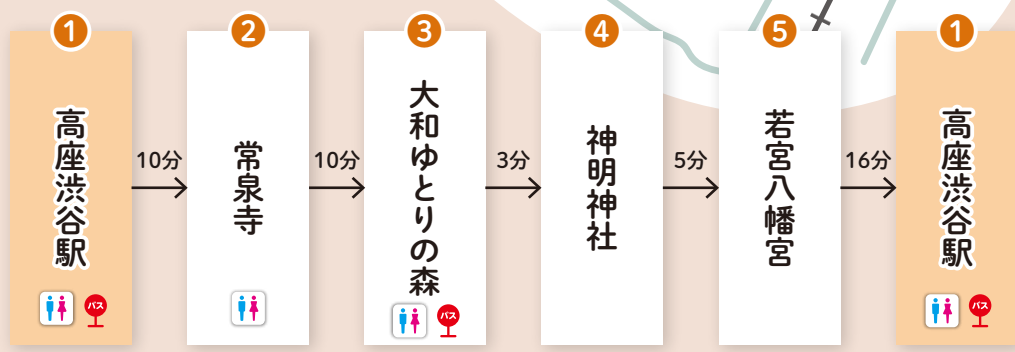 1
高座渋谷駅
バス
10分
2
常泉寺
10分
3
大和ゆとりの森
バス
3分
4
神明神社
5分
5
若宮八幡宮
16分
1
高座渋谷駅
バス